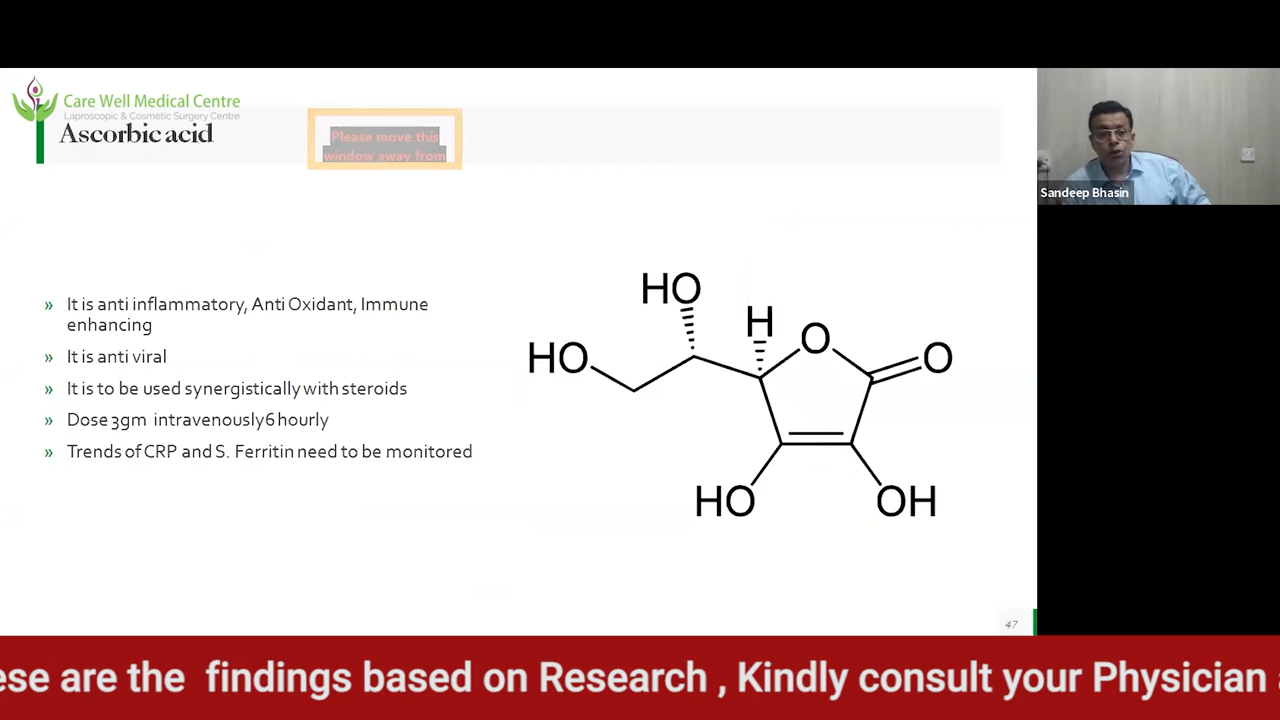 Care Well Medical Centre
Laproscopic & Cosmetic Surgery Centre
Ascorbic acid
Please move this
window away from
Sandeep Bhasin
» It is anti inflammatory, Anti Oxidant, Immune
enhancing
» It is anti viral
» It is to be used synergistically with steroids
» Dose 3gm intravenously6 hourly
» Trends of CRP and S. Ferritin need to be monitored
HO
H
O
HO
O
HO
OH
47
ese are the findings based on Research , Kindly consult your Physician